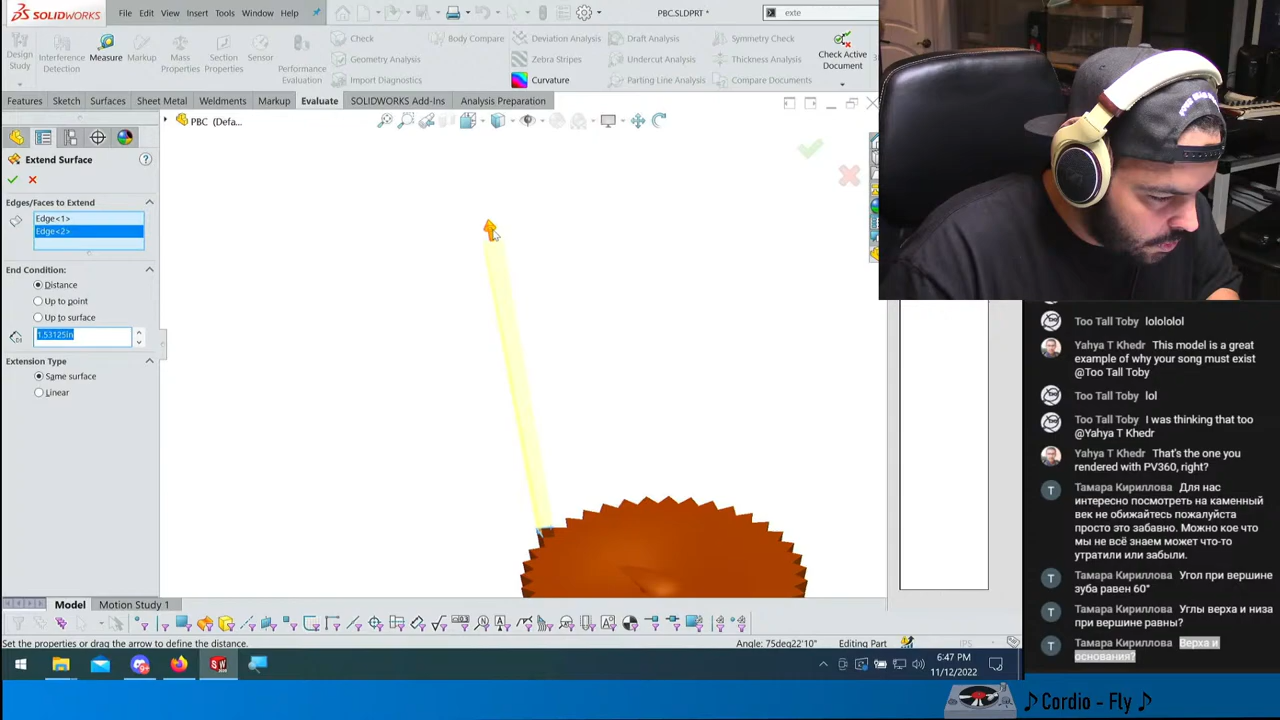 SOLIDWORKS File Edit View Insert Tools Window Help PBC.SLDPRT * exte
Design Study
Interference Detection
Measure
Markup
Mass Properties
Section Properties
Sensor
Performance Evaluation
Check
Geometry Analysis
Import Diagnostics
Body Compare
Deviation Analysis
Zebra Stripes
Curvature
Draft Analysis
Undercut Analysis
Parting Line Analysis
Symmetry Check
Thickness Analysis
Compare Documents
Check Active Document
Features Sketch Surfaces Sheet Metal Weldments Markup Evaluate SOLIDWORKS Add-Ins Analysis Preparation
PBC (Defa...
Extend Surface
Edges/Faces to Extend
Edge<1>
Edge<2>
End Condition:
Distance
Up to point
Up to surface
1.53125in
Extension Type
Same surface
Linear
Model Motion Study 1
Set the properties or drag the arrow to define the distance. Angle: 75deg22'10" Editing Part IPS
6:47 PM
11/12/2022
Too Tall Toby lolololol
Yahya T Khedr This model is a great
example of why your song must exist
@Too Tall Toby
Too Tall Toby lol
Too Tall Toby I was thinking that too
@Yahya T Khedr
Yahya T Khedr That's the one you
rendered with PV360, right?
Тамара Кириллова Для нас
интересно посмотреть на каменный
век не обижайтесь пожалуйста
просто это забавно. Можно кое что
мы не всё знаем может что-то
утратили или забыли.
Тамара Кириллова Угол при вершине
зуба равен 60°
Тамара Кириллова Углы верха и низа
при вершине равны?
Тамара Кириллова Верха и
основания?
♪ Cordio - Fly ♪